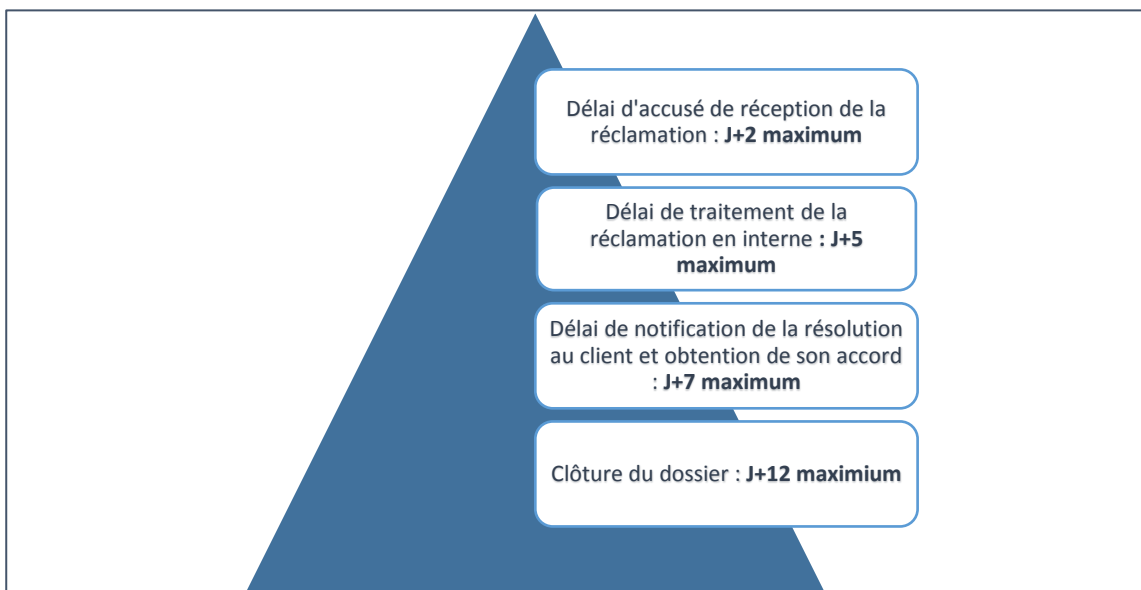 Délai d'accusé de réception de la
réclamation : J+2 maximum
Délai de traitement de la
réclamation en interne : J+5
maximum
Délai de notification de la résolution
au client et obtention de son accord
: J+7 maximum
Clôture du dossier : J+12 maximium